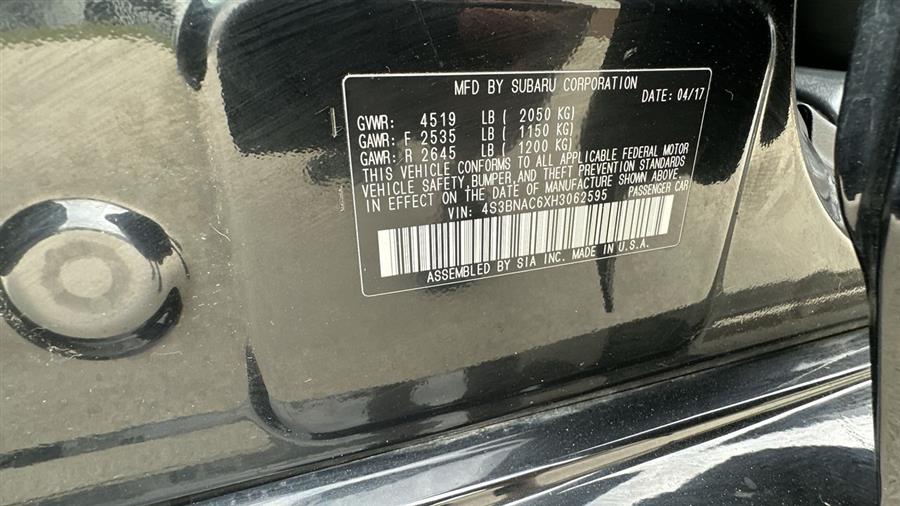 MFD BY SUBARU CORPORATION
DATE: 04/17
GVWR: 4519 LB ( 2050 KG)
GAWR: F 2535 LB ( 1150 KG)
GAWR: R 2645 LB ( 1200 KG)
THIS VEHICLE CONFORMS TO ALL APPLICABLE FEDERAL MOTOR
VEHICLE SAFETY, BUMPER, AND THEFT PREVENTION STANDARDS
IN EFFECT ON THE DATE OF MANUFACTURE SHOWN ABOVE.
VIN: 4S3BNAC6XH3062595 PASSENGER CAR
ASSEMBLED BY SIA INC. MADE IN U.S.A.